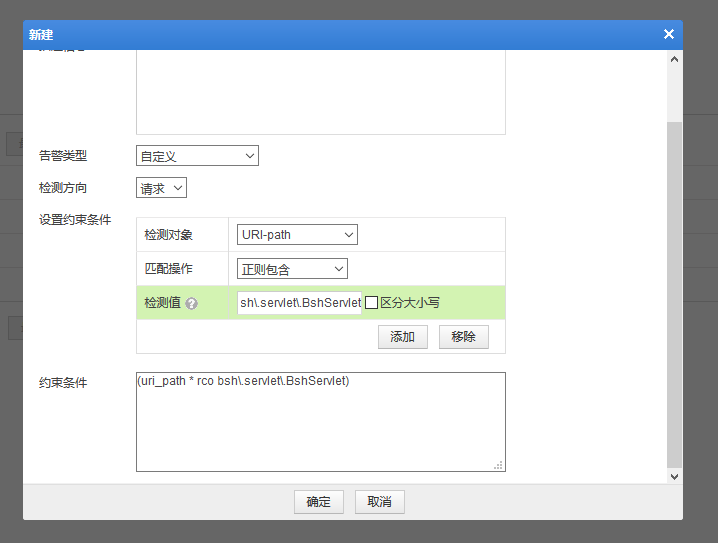 新建
告警类型 自定义
检测方向 请求
设置约束条件
检测对象 URI-path
匹配操作 正则包含
检测值 sh\.servlet\.BshServlet 区分大小写
添加 移除
约束条件 (uri_path * rco bsh\.servlet\.BshServlet)
确定 取消